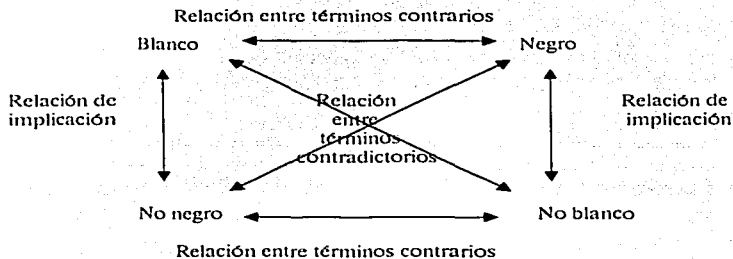 Relación entre términos contrarios
Blanco
Negro
Relación de
implicación
Relación
entre
términos
contradictorios
Relación de
implicación
No negro
No blanco
Relación entre términos contrarios